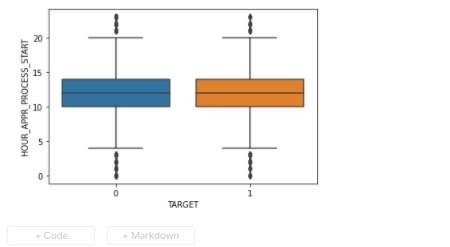 HOUR_APPR_PROCESS_START
20
15
10
5
0
0 1
TARGET
+ Code + Markdown